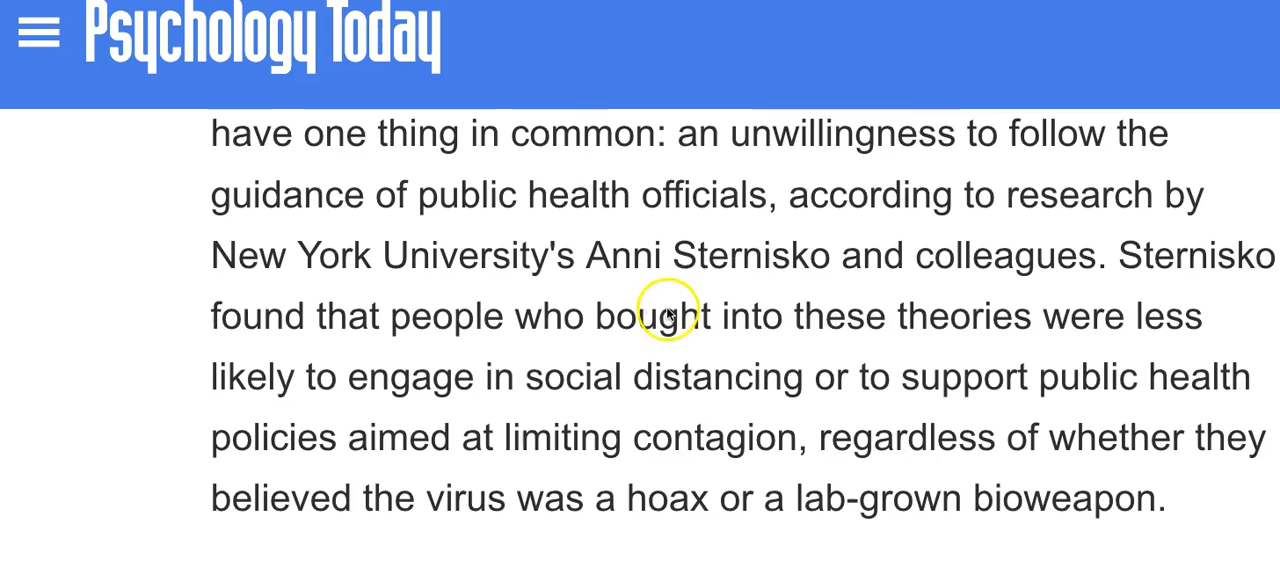 Psychology Today
have one thing in common: an unwillingness to follow the
guidance of public health officials, according to research by
New York University's Anni Sternisko and colleagues. Sternisko
found that people who bought into these theories were less
likely to engage in social distancing or to support public health
policies aimed at limiting contagion, regardless of whether they
believed the virus was a hoax or a lab-grown bioweapon.